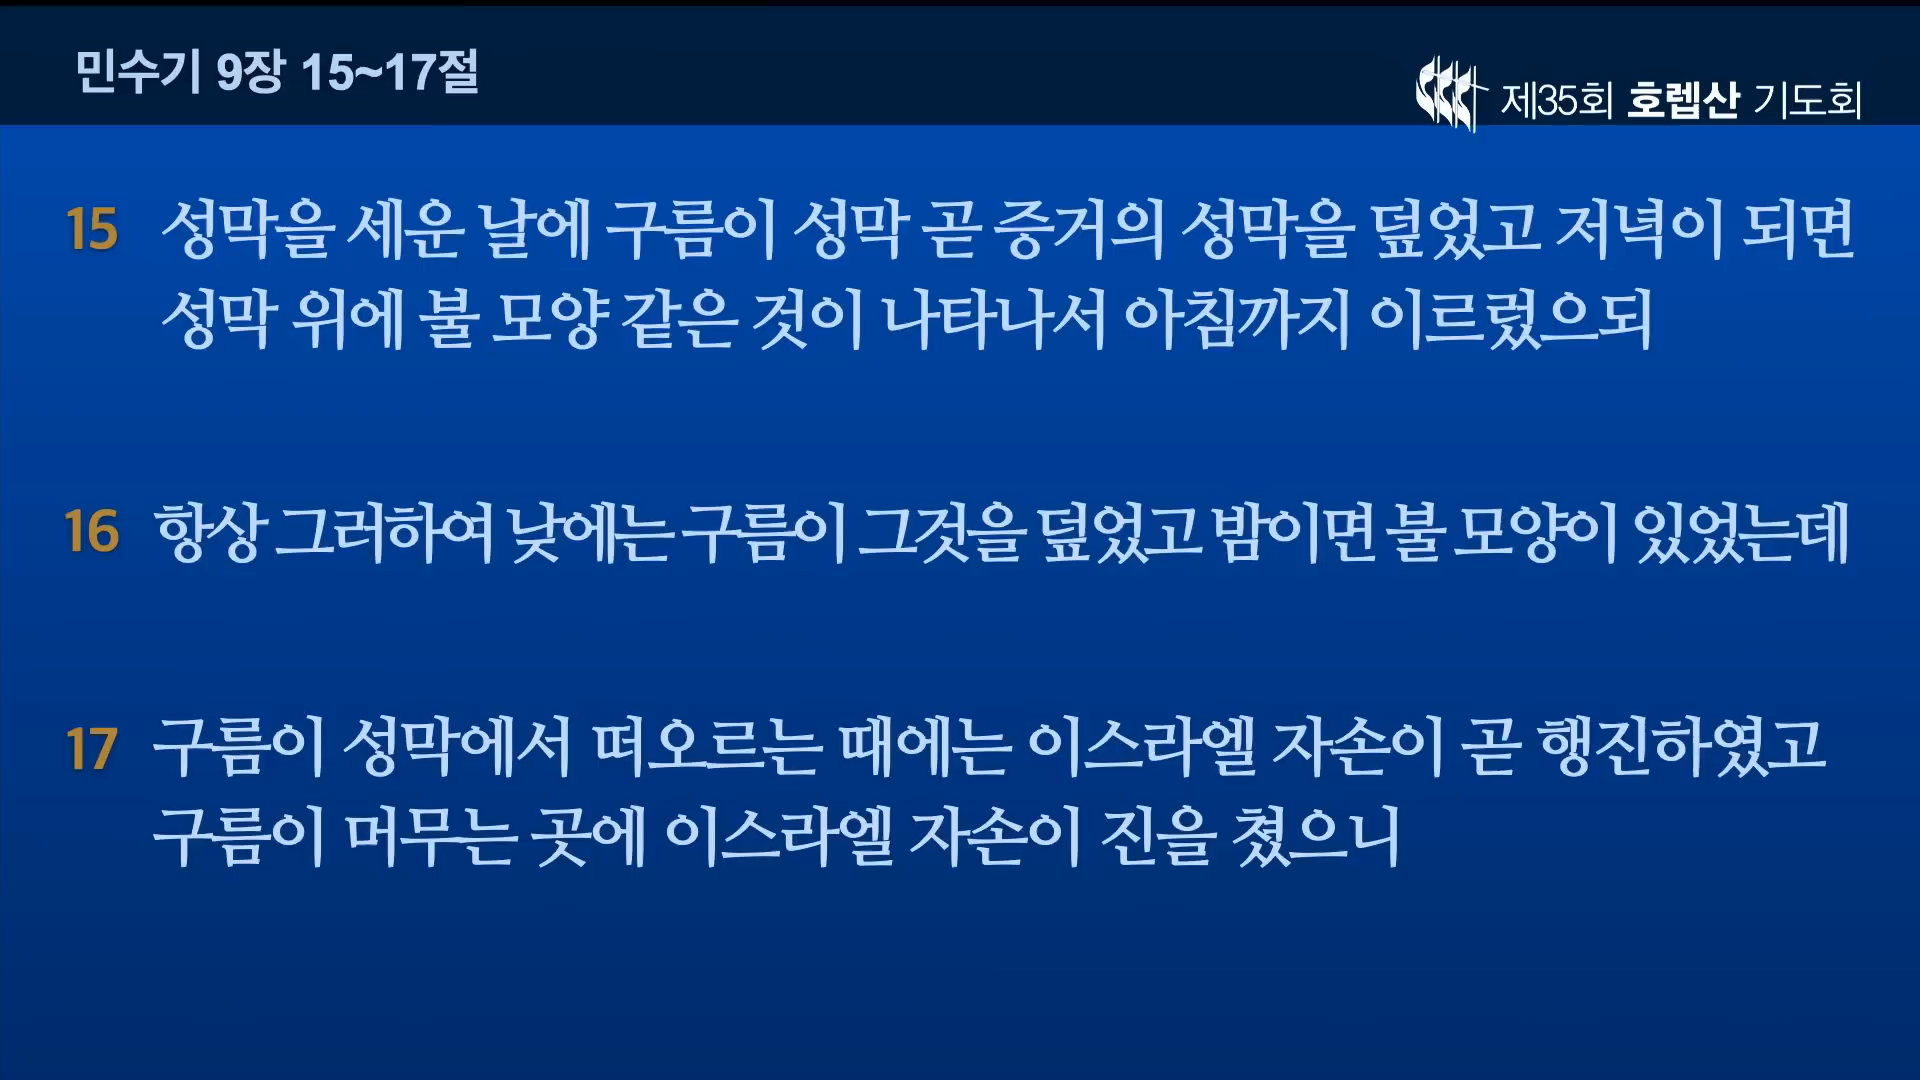 민수기 9장 15~17절
제35회 호렙산 기도회
15 성막을 세운 날에 구름이 성막 곧 증거의 성막을 덮었고 저녁이 되면
성막 위에 불 모양 같은 것이 나타나서 아침까지 이르렀으되
16 항상 그러하여 낮에는 구름이 그것을 덮었고 밤이면 불 모양이 있었는데
17 구름이 성막에서 떠오르는 때에는 이스라엘 자손이 곧 행진하였고
구름이 머무는 곳에 이스라엘 자손이 진을 쳤으니